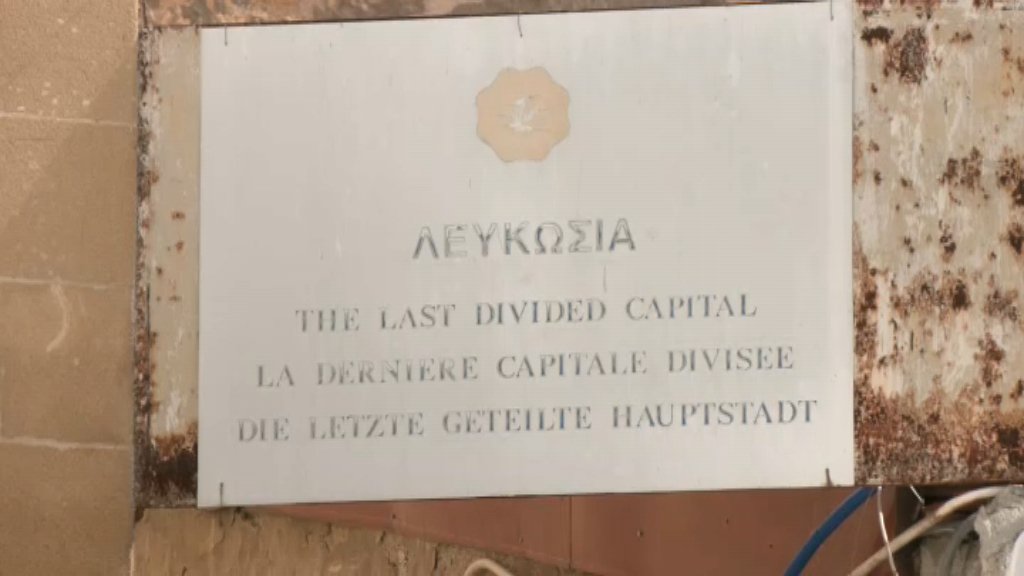 ΛΕΥΚΩΣΙΑ
THE LAST DIVIDED CAPITAL
LA DERNIERE CAPITALE DIVISEE
DIE LETZTE GETEILTE HAUPTSTADT